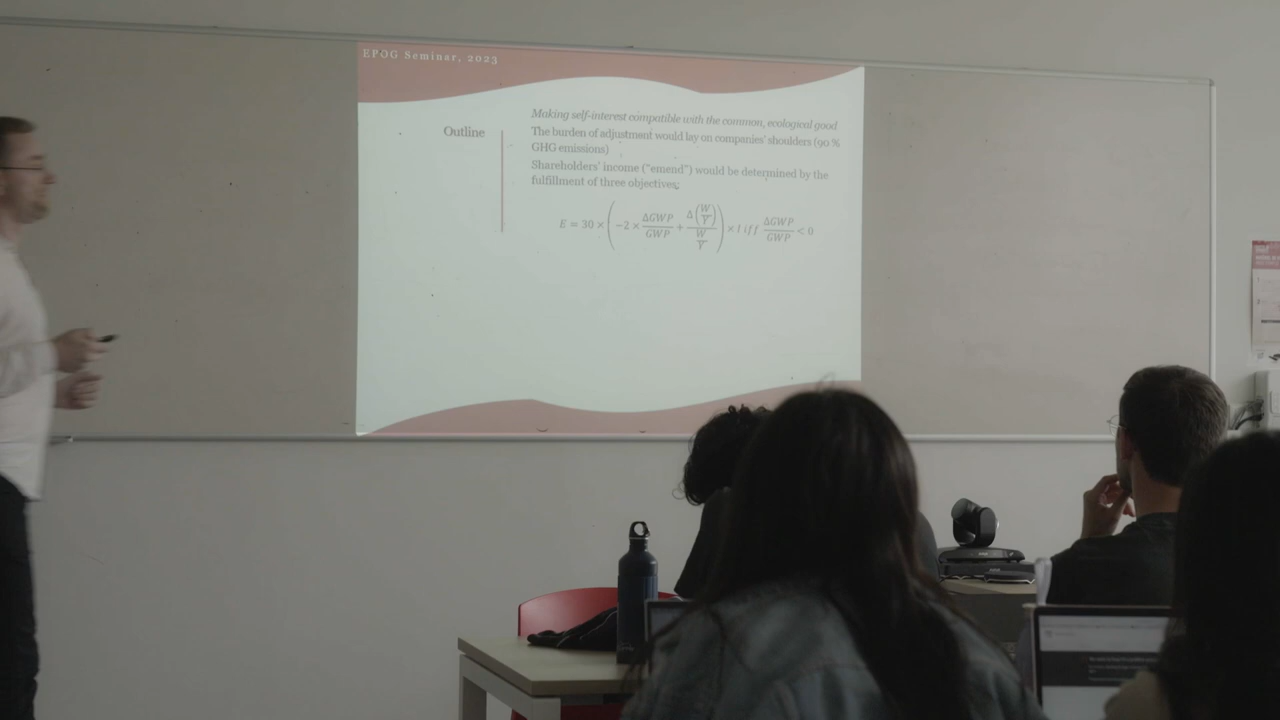 EPOG Seminar, 2023
Outline
Making self-interest compatible with the common, ecological good
The burden of adjustment would lay on companies' shoulders (90 %
GHG emissions)
Shareholders' income ("emend") would be determined by the
fulfillment of three objectives:
E = 30 × (−2 × ΔGWP/GWP + Δ(W/Y)/(W/Y)) × I iff ΔGWP/GWP < 0